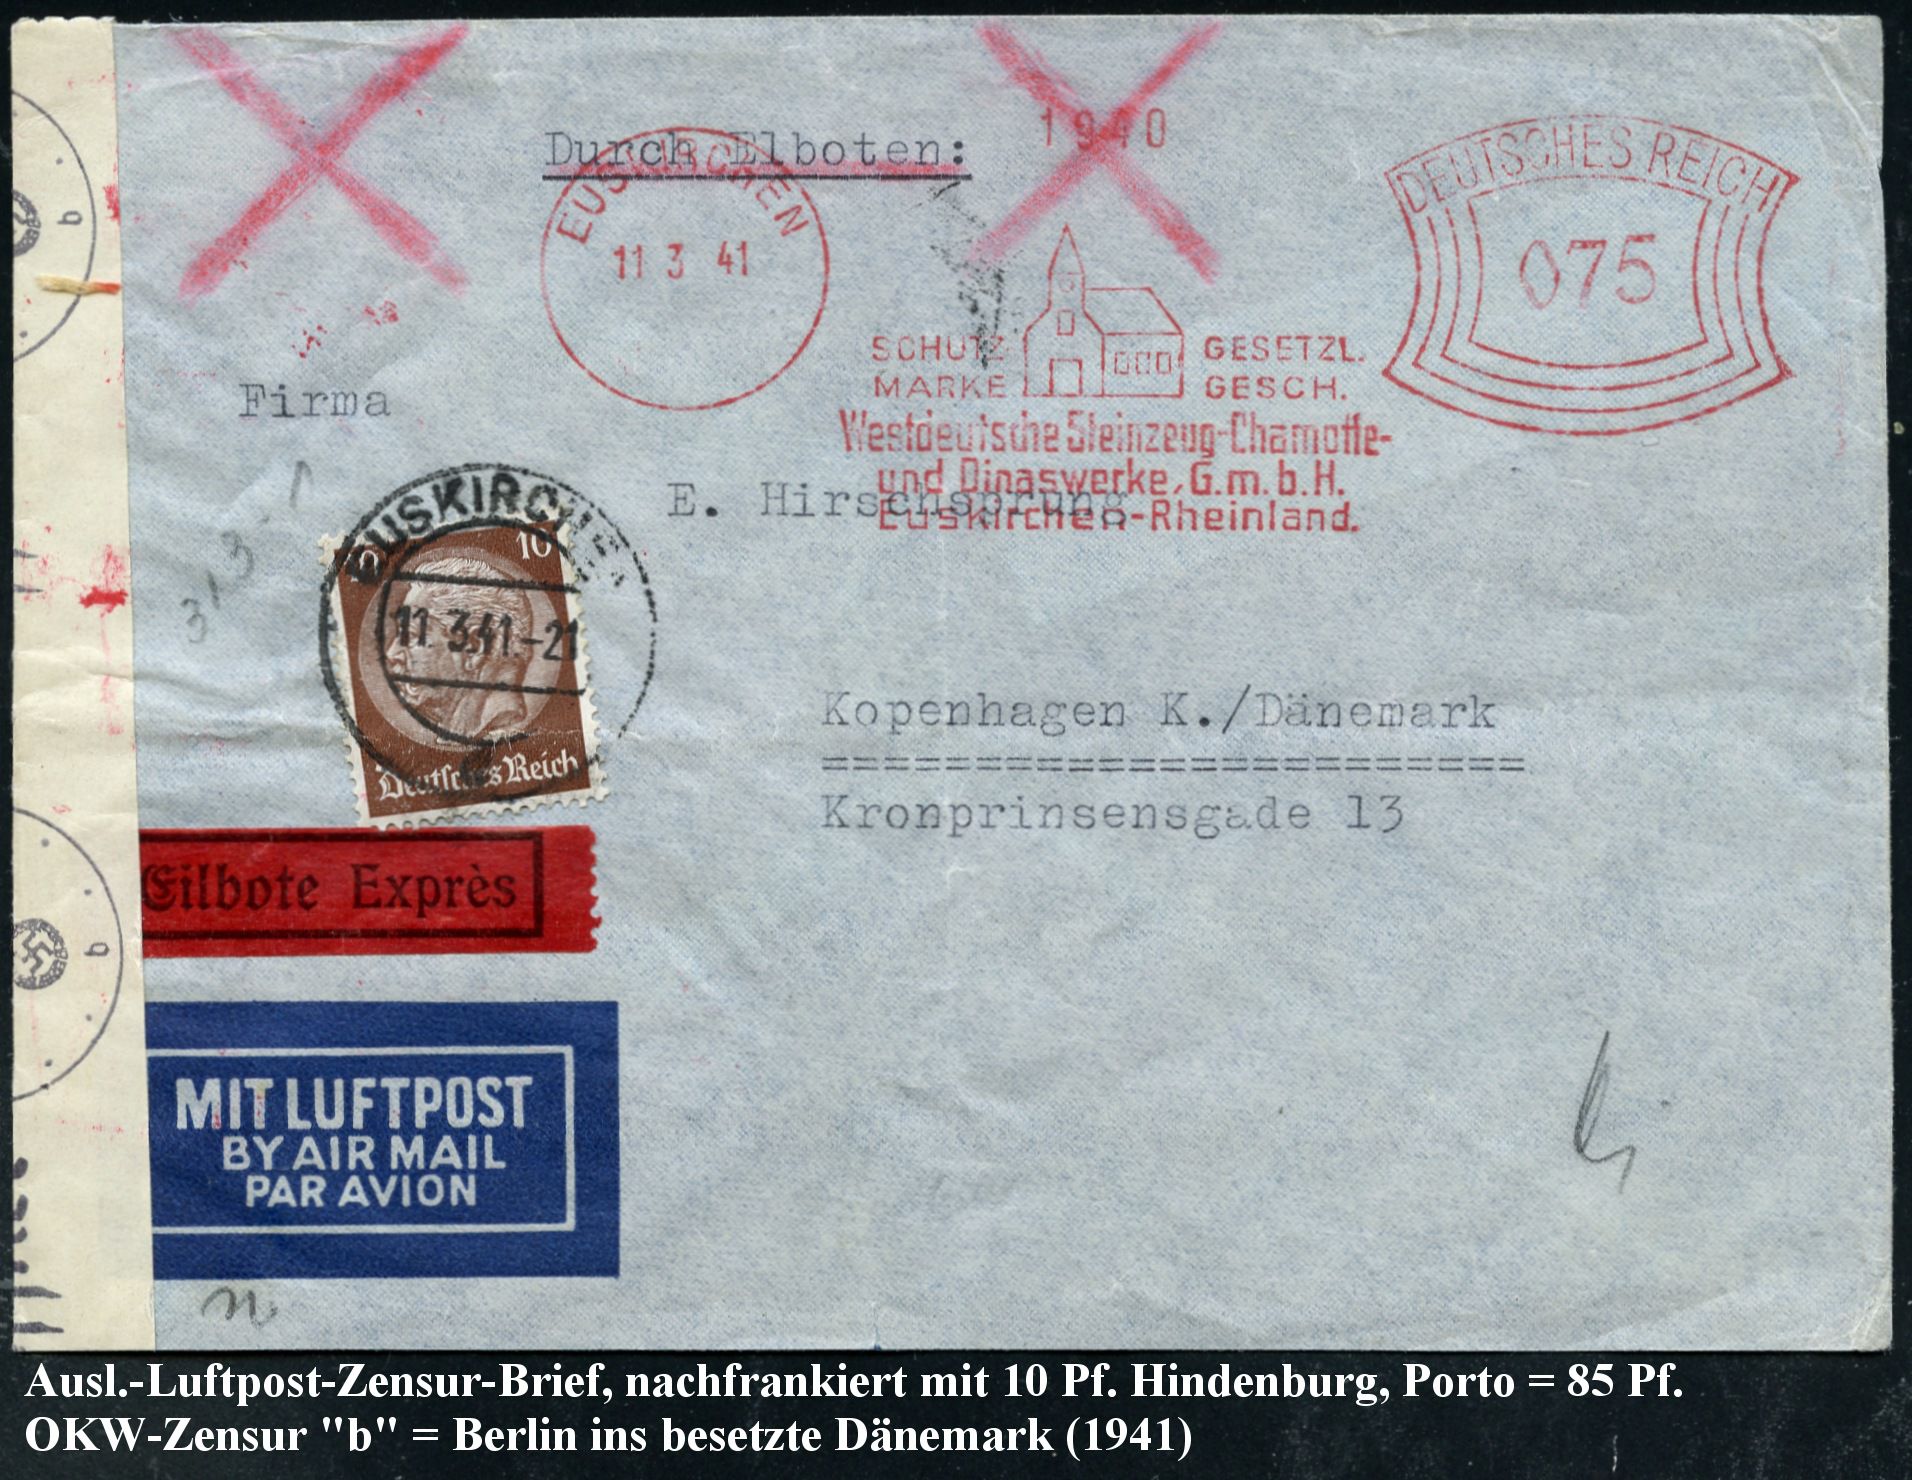 Durch Elboten:
1940
DEUTSCHES REICH
EUSKIRCHEN
11 3 41
075
SCHUTZ GESETZL.
MARKE GESCH.
Westdeutsche Steinzeug-Chamotte-
und Dinaswerke, G.m.b.H.
Euskirchen-Rheinland.
Firma
E. Hirschsprung
EUSKIRCHEN
10 10
11.3.41.-21
Deutsches Reich
Kopenhagen K./Dänemark
=========================
Kronprinsensgade 13
b
Eilbote Exprès
b
MIT LUFTPOST
BY AIR MAIL
PAR AVION
Ausl.-Luftpost-Zensur-Brief, nachfrankiert mit 10 Pf. Hindenburg, Porto = 85 Pf.
OKW-Zensur "b" = Berlin ins besetzte Dänemark (1941)